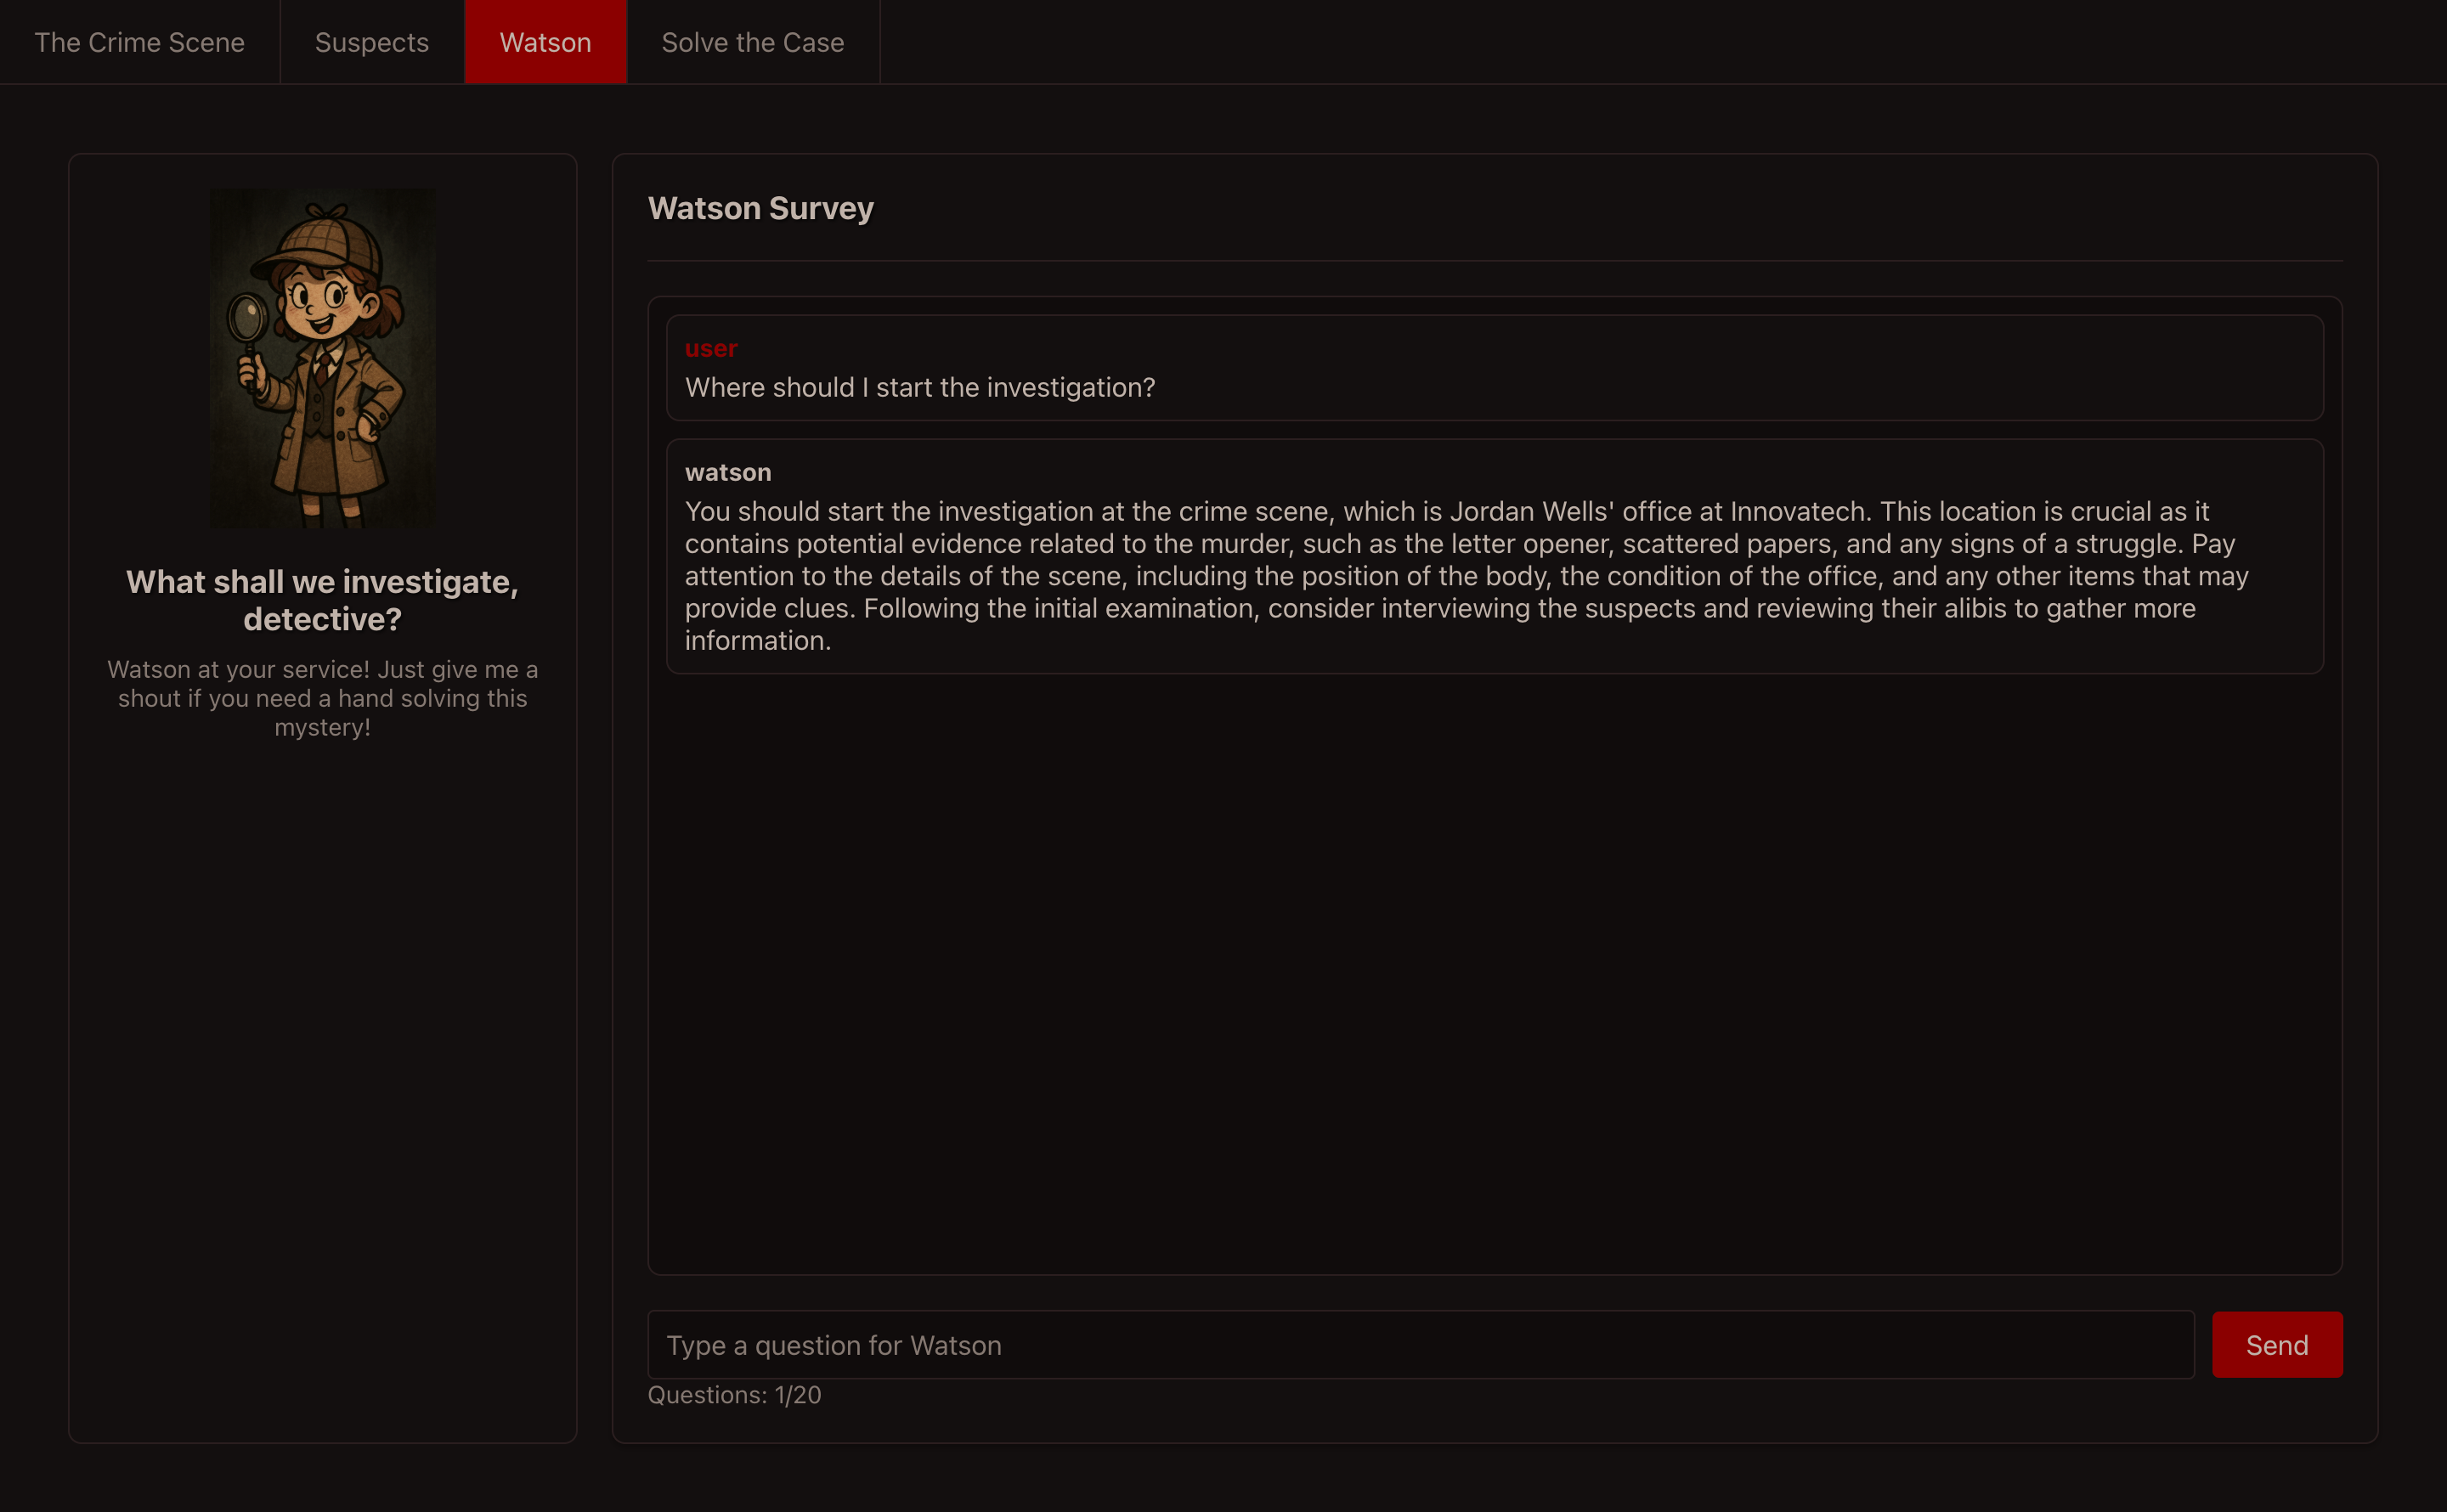 The Crime Scene
Suspects
Watson
Solve the Case
What shall we investigate,
detective?
Watson at your service! Just give me a
shout if you need a hand solving this
mystery!
Watson Survey
user
Where should I start the investigation?
watson
You should start the investigation at the crime scene, which is Jordan Wells' office at Innovatech. This location is crucial as it
contains potential evidence related to the murder, such as the letter opener, scattered papers, and any signs of a struggle. Pay
attention to the details of the scene, including the position of the body, the condition of the office, and any other items that may
provide clues. Following the initial examination, consider interviewing the suspects and reviewing their alibis to gather more
information.
Type a question for Watson
Send
Questions: 1/20